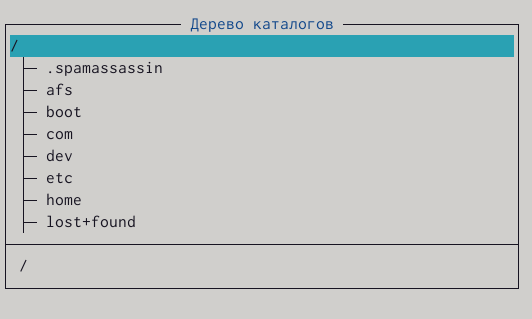 Дерево каталогов
/
.spamassassin
afs
boot
com
dev
etc
home
lost+found
/